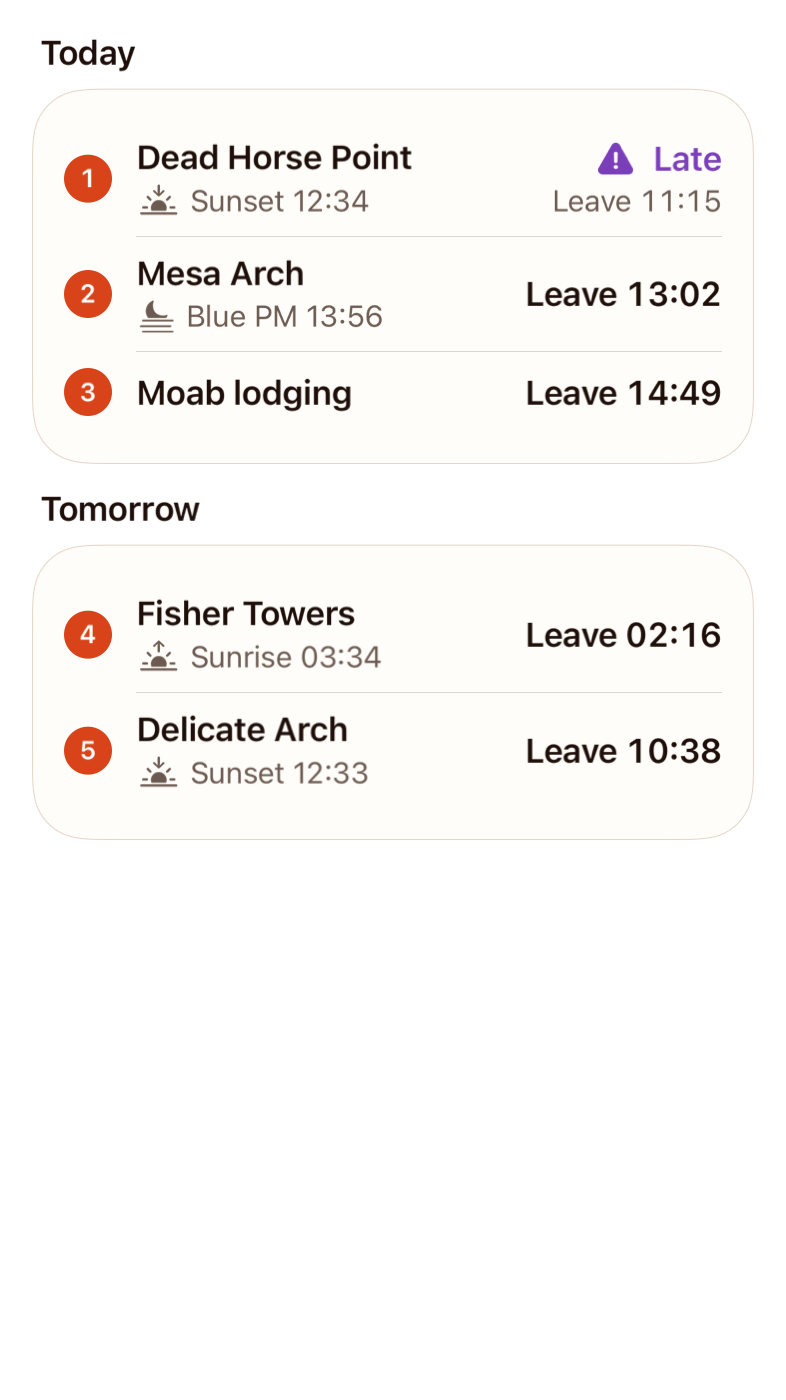 Today
1 Dead Horse Point Late
Sunset 12:34 Leave 11:15
2 Mesa Arch Leave 13:02
Blue PM 13:56
3 Moab lodging Leave 14:49
Tomorrow
4 Fisher Towers Leave 02:16
Sunrise 03:34
5 Delicate Arch Leave 10:38
Sunset 12:33